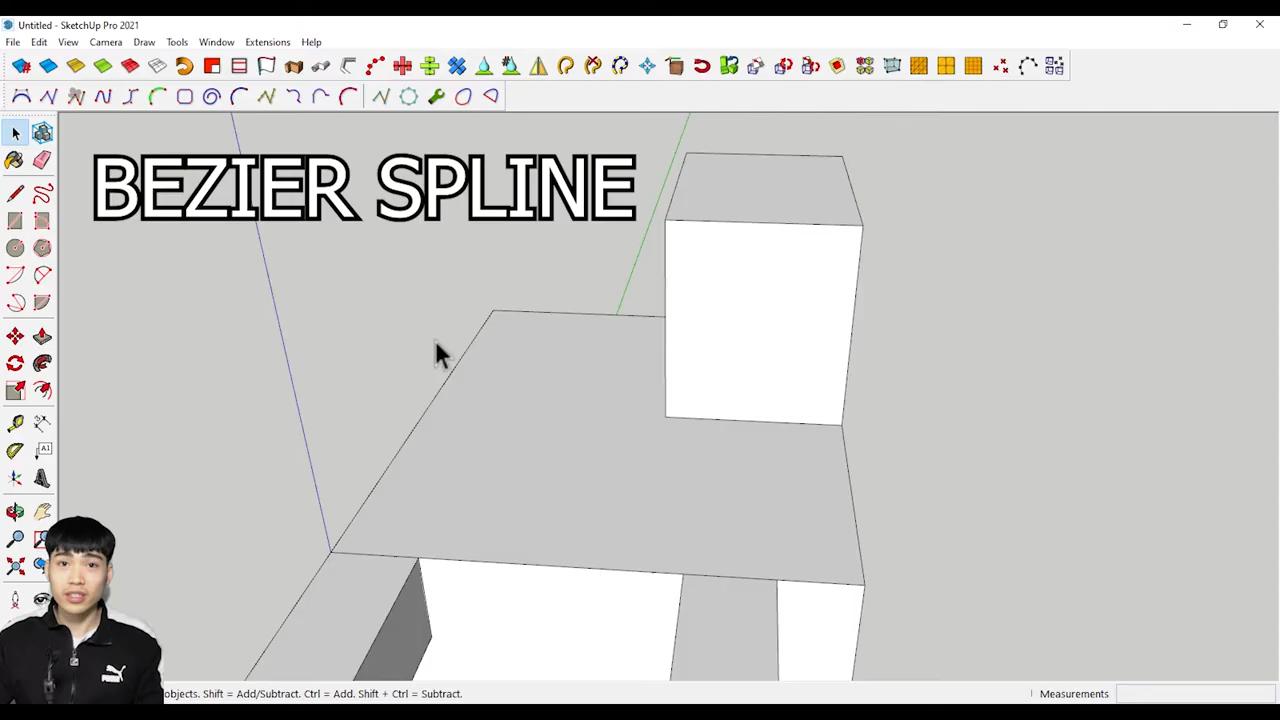 Untitled - SketchUp Pro 2021
File Edit View Camera Draw Tools Window Extensions Help
BEZIER SPLINE
A1
objects. Shift = Add/Subtract. Ctrl = Add. Shift + Ctrl = Subtract.
Measurements